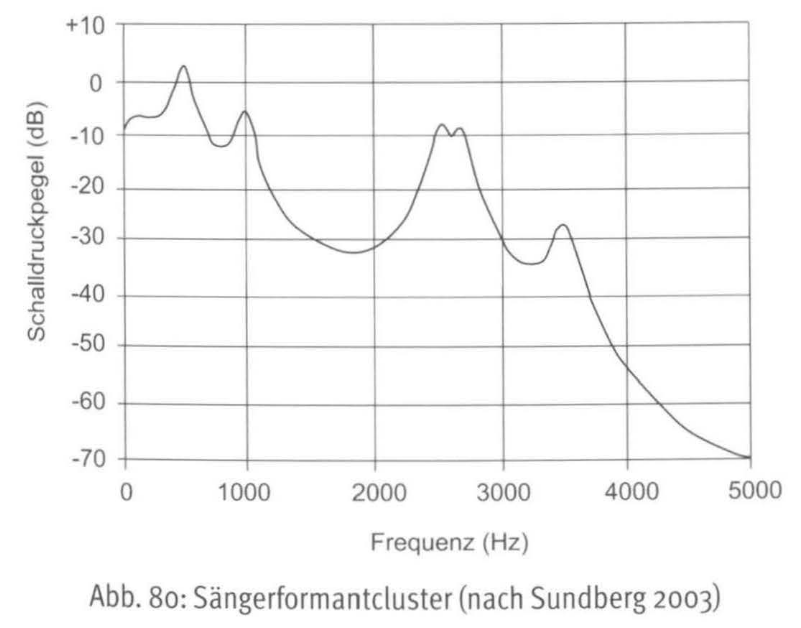 +10
0
-10
-20
-30
-40
-50
-60
-70
Schalldruckpegel (dB)
0 1000 2000 3000 4000 5000
Frequenz (Hz)
Abb. 80: Sängerformantcluster (nach Sundberg 2003)